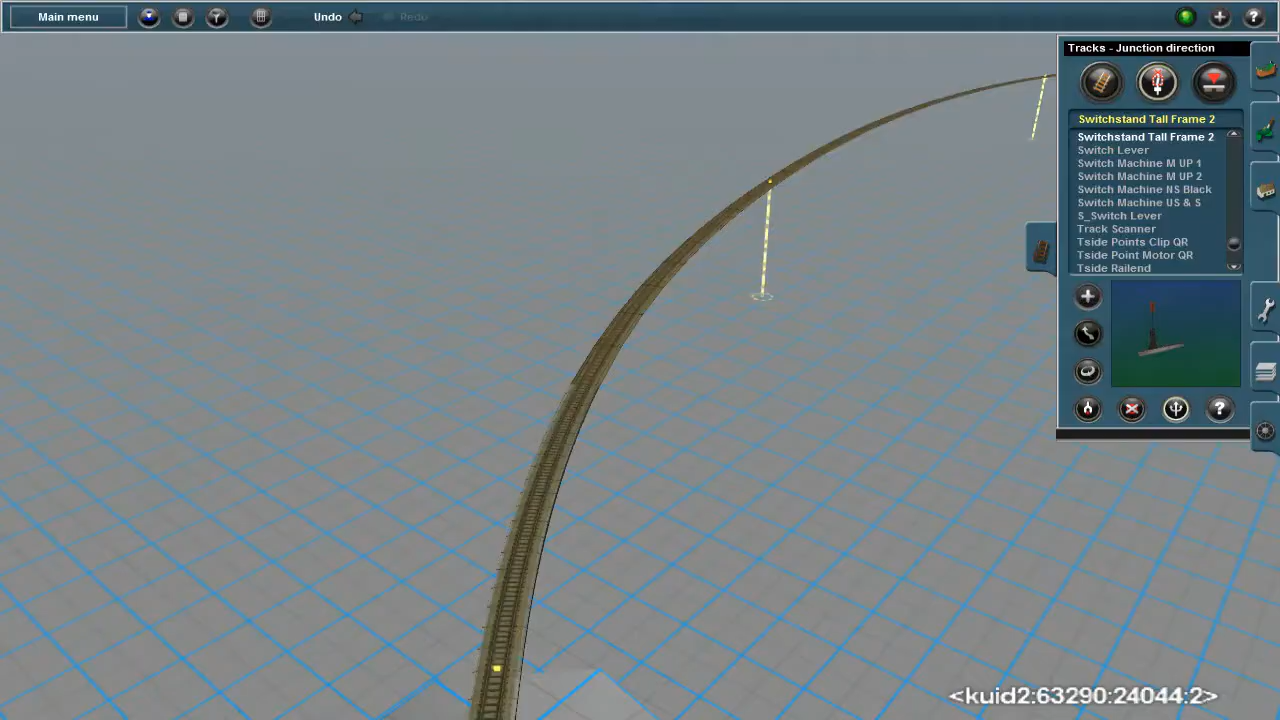 Main menu
Undo
Redo
Tracks - Junction direction
Switchstand Tall Frame 2
Switchstand Tall Frame 2
Switch Lever
Switch Machine M UP 1
Switch Machine M UP 2
Switch Machine NS Black
Switch Machine US & S
S_Switch Lever
Track Scanner
Tside Points Clip QR
Tside Point Motor QR
Tside Railend
<kuid2:63290:24044:2>